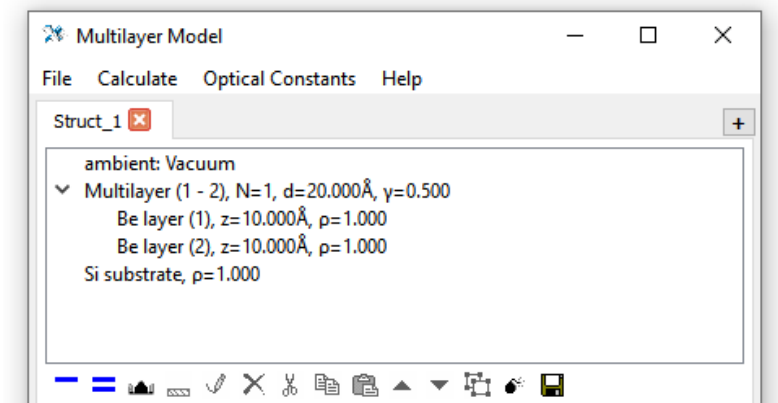 Multilayer Model
File Calculate Optical Constants Help
Struct_1
+
ambient: Vacuum
Multilayer (1 - 2), N=1, d=20.000Å, γ=0.500
Be layer (1), z=10.000Å, ρ=1.000
Be layer (2), z=10.000Å, ρ=1.000
Si substrate, ρ=1.000